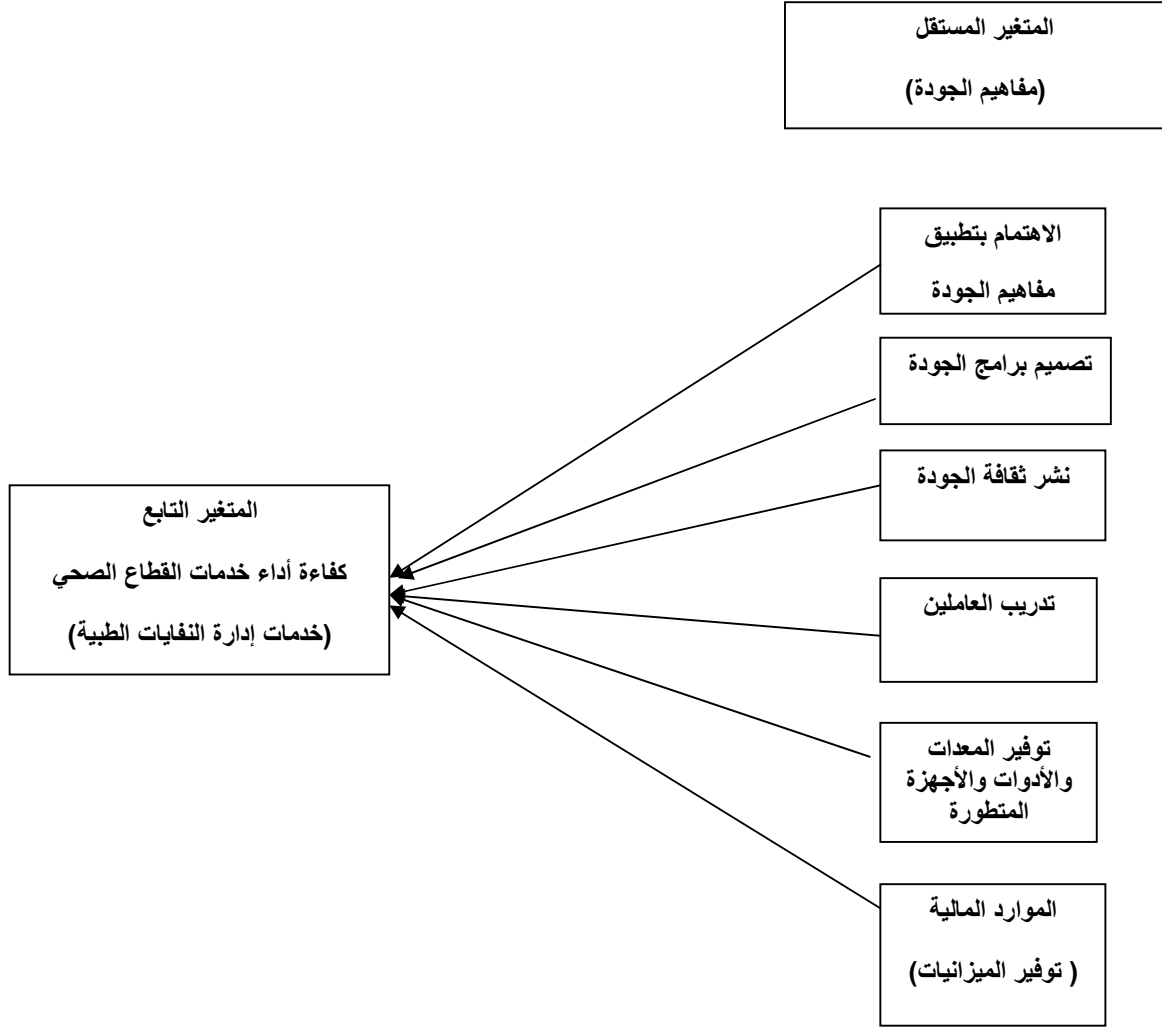 المتغير المستقل
(مفاهيم الجودة)
الاهتمام بتطبيق
مفاهيم الجودة
تصميم برامج الجودة
نشر ثقافة الجودة
تدريب العاملين
توفير المعدات
والأدوات والأجهزة
المتطورة
الموارد المالية
( توفير الميزانيات)
المتغير التابع
كفاءة أداء خدمات القطاع الصحي
(خدمات إدارة النفايات الطبية)